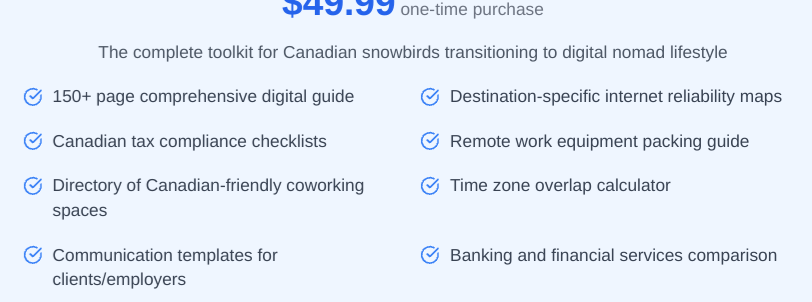 $49.99 one-time purchase
The complete toolkit for Canadian snowbirds transitioning to digital nomad lifestyle
150+ page comprehensive digital guide
Destination-specific internet reliability maps
Canadian tax compliance checklists
Remote work equipment packing guide
Directory of Canadian-friendly coworking
spaces
Time zone overlap calculator
Communication templates for
clients/employers
Banking and financial services comparison